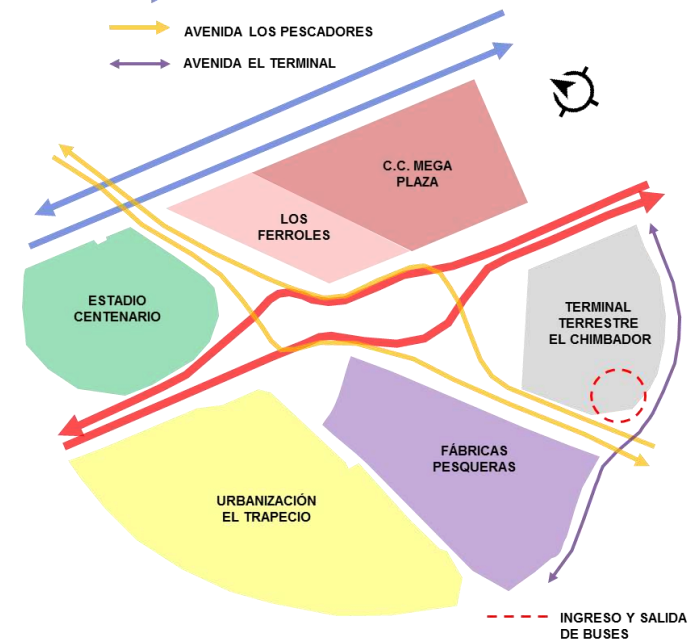 AVENIDA LOS PESCADORES
AVENIDA EL TERMINAL
C.C. MEGA
PLAZA
LOS
FERROLES
ESTADIO
CENTENARIO
TERMINAL
TERRESTRE
EL CHIMBADOR
FÁBRICAS
PESQUERAS
URBANIZACIÓN
EL TRAPECIO
INGRESO Y SALIDA
DE BUSES